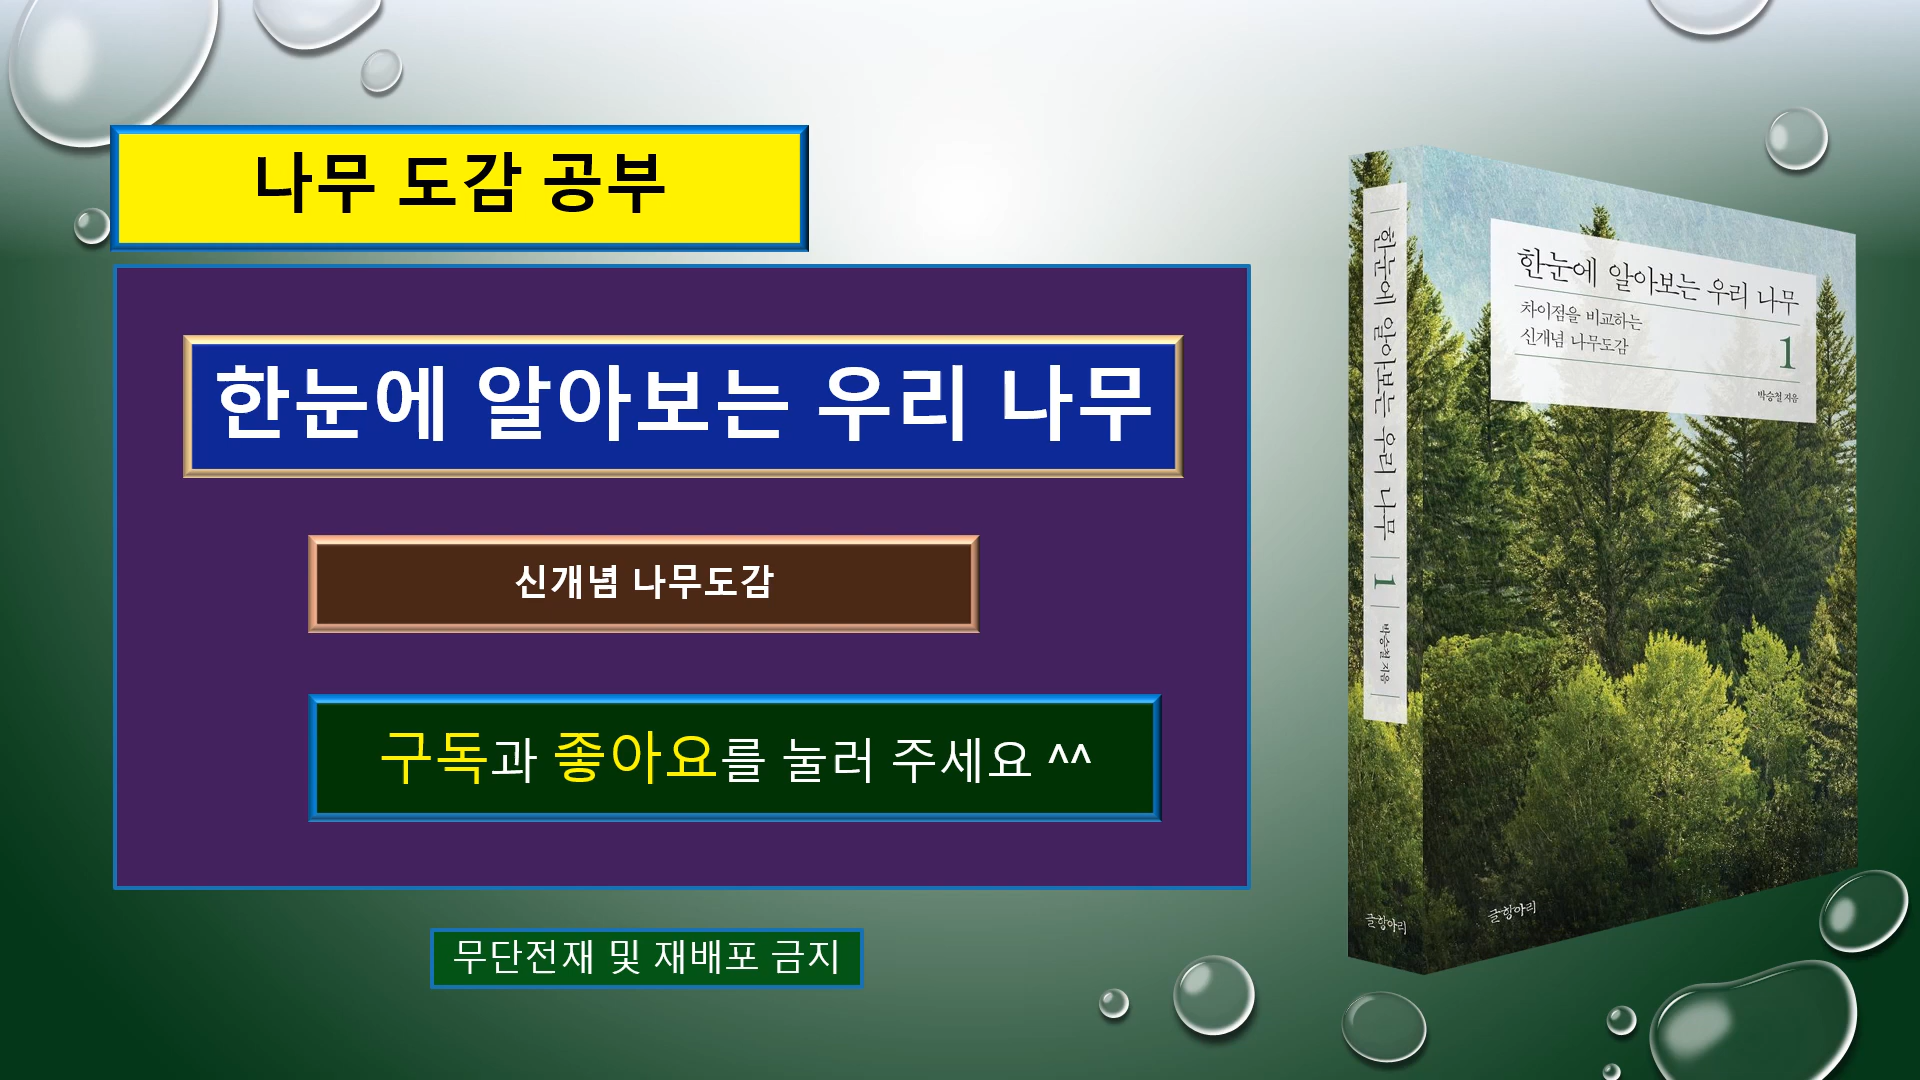 나무 도감 공부
한눈에 알아보는 우리 나무
신개념 나무도감
구독과 좋아요를 눌러 주세요 ^^
무단전재 및 재배포 금지
한눈에 알아보는 우리 나무 1 박승철 지음
글항아리
한눈에 알아보는 우리 나무
차이점을 비교하는
신개념 나무도감
1
박승철 지음
글항아리